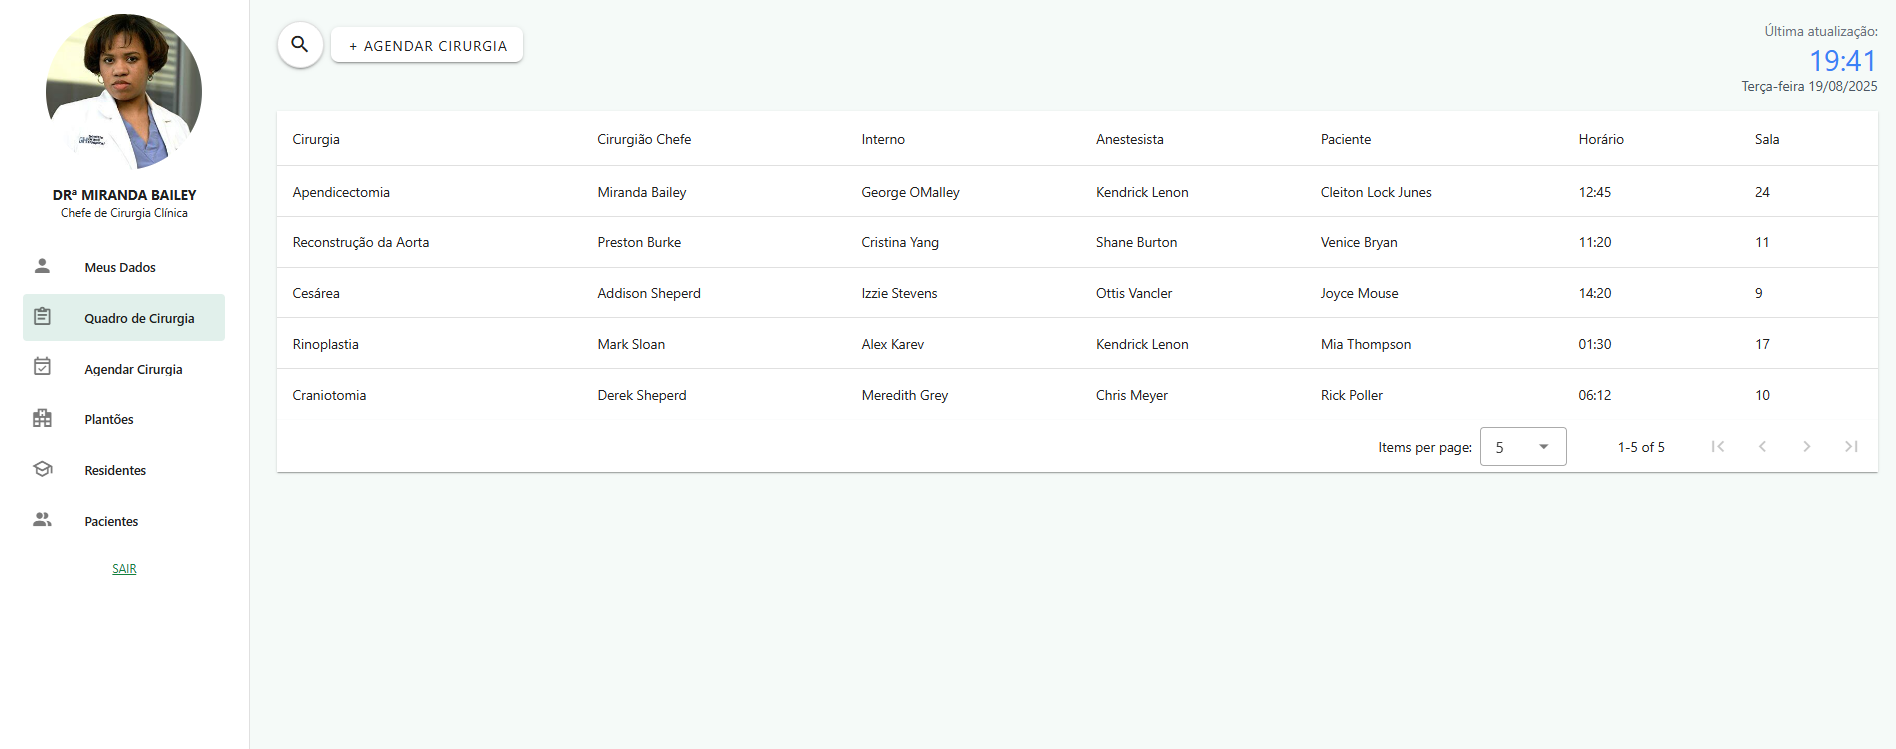 DRª MIRANDA BAILEY
Chefe de Cirurgia Clínica
Meus Dados
Quadro de Cirurgia
Agendar Cirurgia
Plantões
Residentes
Pacientes
SAIR
+ AGENDAR CIRURGIA
Última atualização:
19:41
Terça-feira 19/08/2025
Cirurgia Cirurgião Chefe Interno Anestesista Paciente Horário Sala
Apendicectomia Miranda Bailey George OMalley Kendrick Lenon Cleiton Lock Junes 12:45 24
Reconstrução da Aorta Preston Burke Cristina Yang Shane Burton Venice Bryan 11:20 11
Cesárea Addison Sheperd Izzie Stevens Ottis Vancler Joyce Mouse 14:20 9
Rinoplastia Mark Sloan Alex Karev Kendrick Lenon Mia Thompson 01:30 17
Craniotomia Derek Sheperd Meredith Grey Chris Meyer Rick Poller 06:12 10
Items per page: 5 1-5 of 5